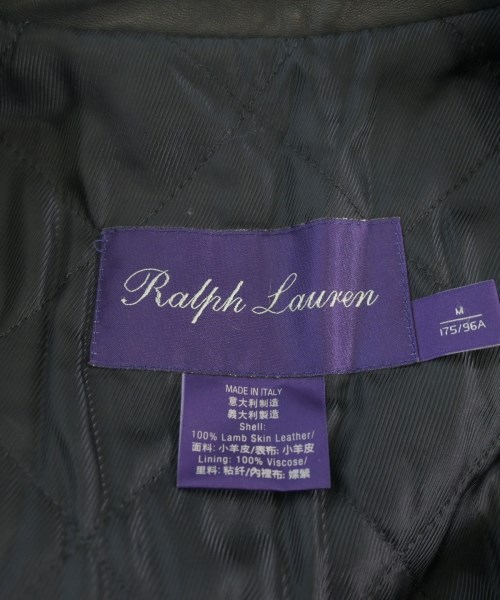 Ralph Lauren
M
175/96A
MADE IN ITALY
意大利制造
義大利製造
Shell:
100% Lamb Skin Leather/
面料: 小羊皮/表布: 小羊皮
Lining: 100% Viscose/
里料: 粘纤/內裡布: 嫘縈